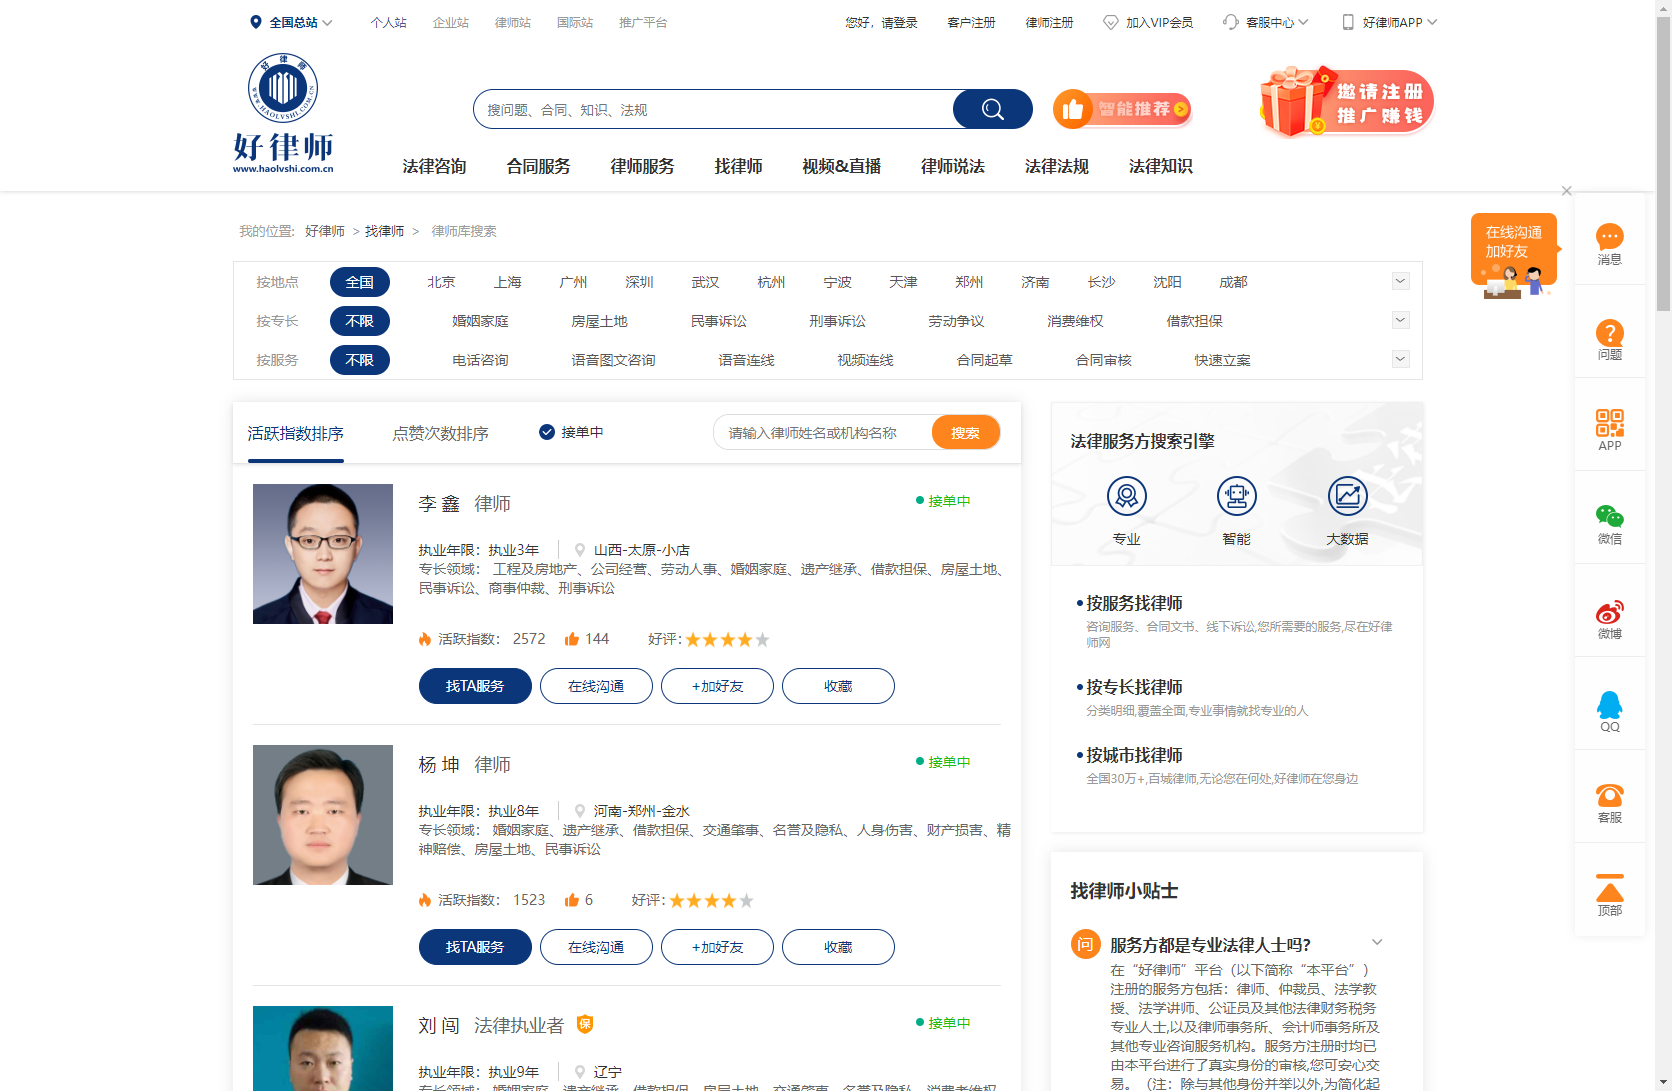 全国总站 个人站 企业站 律师站 国际站 推广平台 您好，请登录 客户注册 律师注册 加入VIP会员 客服中心 好律师APP
好律师
WWW.HAOLVSHI.COM.CN
好律师
www.haolvshi.com.cn
搜问题、合同、知识、法规
智能推荐
邀请注册
推广赚钱
法律咨询 合同服务 律师服务 找律师 视频&直播 律师说法 法律法规 法律知识
我的位置: 好律师 > 找律师 > 律师库搜索
按地点 全国 北京 上海 广州 深圳 武汉 杭州 宁波 天津 郑州 济南 长沙 沈阳 成都
按专长 不限 婚姻家庭 房屋土地 民事诉讼 刑事诉讼 劳动争议 消费维权 借款担保
按服务 不限 电话咨询 语音图文咨询 语音连线 视频连线 合同起草 合同审核 快速立案
活跃指数排序 点赞次数排序 接单中 请输入律师姓名或机构名称 搜索
李 鑫 律师 接单中
执业年限：执业3年 山西-太原-小店
专长领域： 工程及房地产、公司经营、劳动人事、婚姻家庭、遗产继承、借款担保、房屋土地、
民事诉讼、商事仲裁、刑事诉讼
活跃指数： 2572 144 好评：
找TA服务 在线沟通 +加好友 收藏
杨 坤 律师 接单中
执业年限：执业8年 河南-郑州-金水
专长领域： 婚姻家庭、遗产继承、借款担保、交通肇事、名誉及隐私、人身伤害、财产损害、精
神赔偿、房屋土地、民事诉讼
活跃指数： 1523 6 好评：
找TA服务 在线沟通 +加好友 收藏
刘 闯 法律执业者 保 接单中
执业年限：执业9年 辽宁
专长领域： 婚姻家庭、遗产继承、借款担保、房屋土地、交通肇事、名誉及隐私、消费者维权、
法律服务方搜索引擎
专业 智能 大数据
按服务找律师
咨询服务、合同文书、线下诉讼,您所需要的服务,尽在好律
师网
按专长找律师
分类明细,覆盖全面,专业事情就找专业的人
按城市找律师
全国30万+,百城律师,无论您在何处,好律师在您身边
找律师小贴士
问 服务方都是专业法律人士吗?
在“好律师”平台（以下简称“本平台”）
注册的服务方包括：律师、仲裁员、法学教
授、法学讲师、公证员及其他法律财务税务
专业人士,以及律师事务所、会计师事务所及
其他专业咨询服务机构。服务方注册时均已
由本平台进行了真实身份的审核,您可安心交
易。（注：除与其他身份并举以外,为简化起
在线沟通
加好友
消息
问题
APP
微信
微博
QQ
客服
顶部